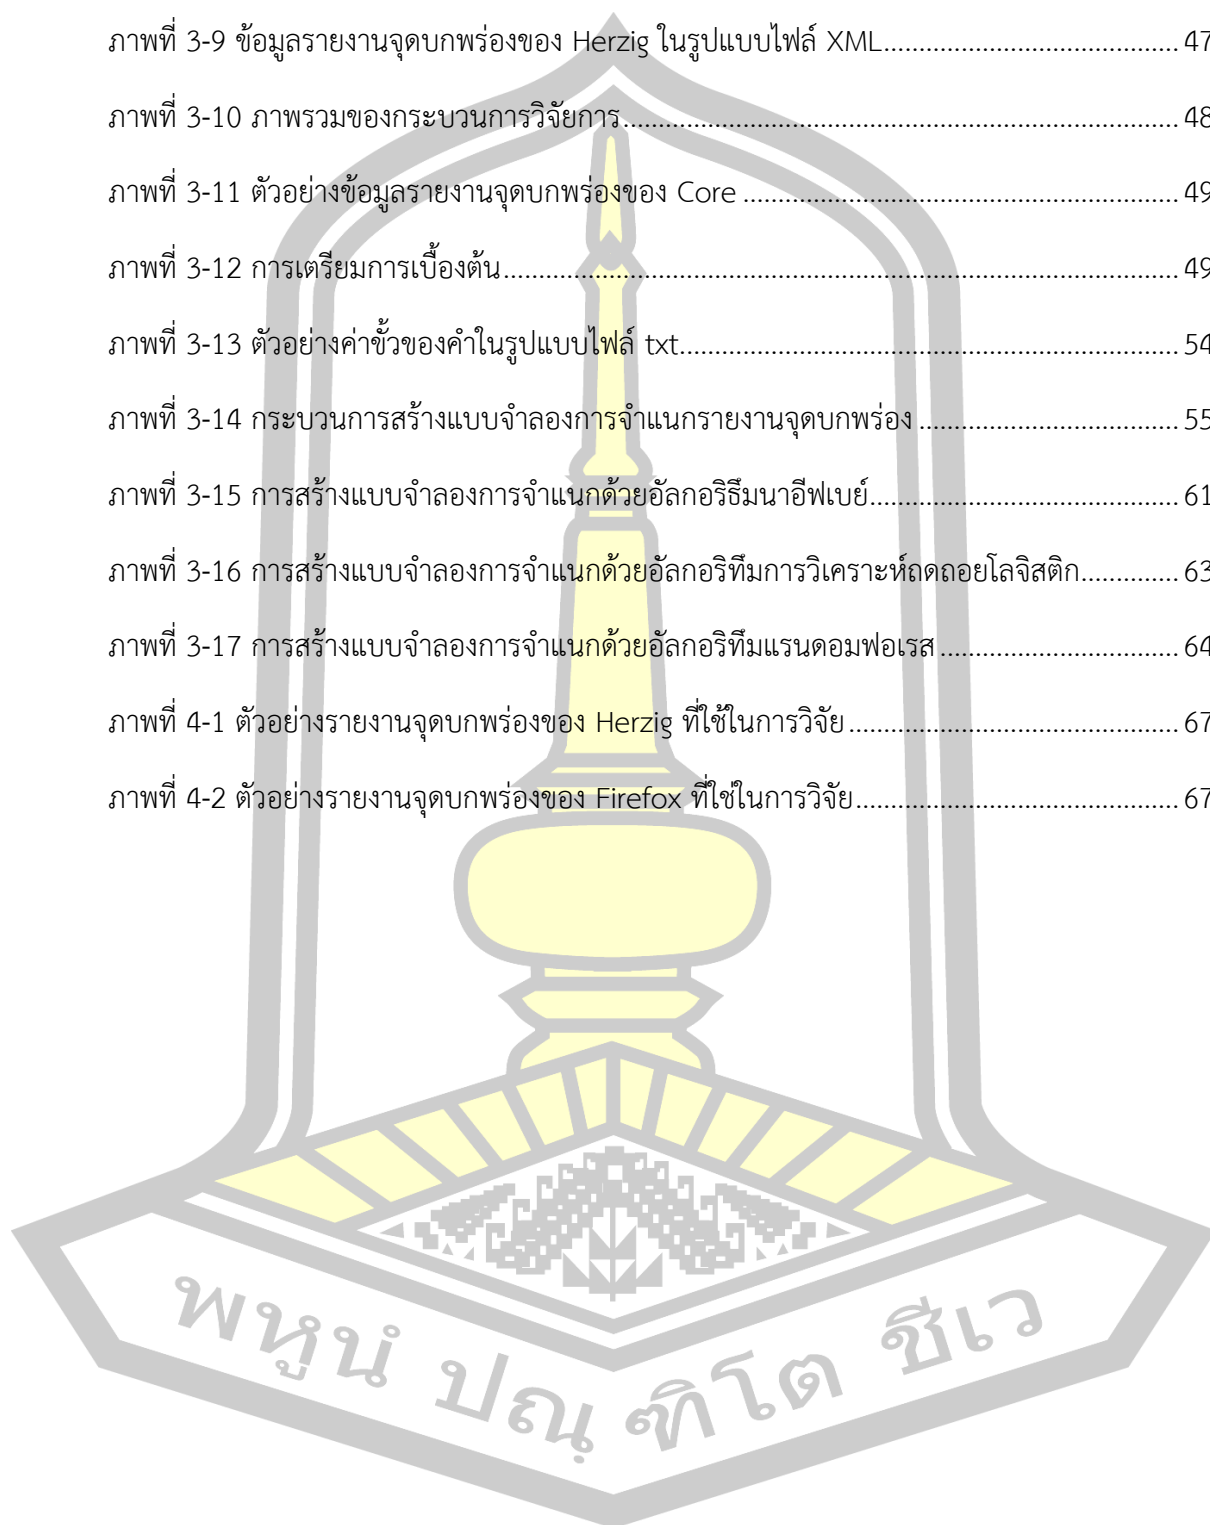 ภาพที่ 3-9 ข้อมูลรายงานจุดบกพร่องของ Herzig ในรูปแบบไฟล์ XML.................................... 47
ภาพที่ 3-10 ภาพรวมของกระบวนการวิจัยการ.................................................................... 48
ภาพที่ 3-11 ตัวอย่างข้อมูลรายงานจุดบกพร่องของ Core ..................................................... 49
ภาพที่ 3-12 การเตรียมการเบื้องต้น.................................................................................. 49
ภาพที่ 3-13 ตัวอย่างค่าขั้วของคำในรูปแบบไฟล์ txt............................................................. 54
ภาพที่ 3-14 กระบวนการสร้างแบบจำลองการจำแนกรายงานจุดบกพร่อง ................................ 55
ภาพที่ 3-15 การสร้างแบบจำลองการจำแนกด้วยอัลกอริธึมนาอีฟเบย์...................................... 61
ภาพที่ 3-16 การสร้างแบบจำลองการจำแนกด้วยอัลกอริทึมการวิเคราะห์ถดถอยโลจิสติก............ 63
ภาพที่ 3-17 การสร้างแบบจำลองการจำแนกด้วยอัลกอริทึมแรนดอมฟอเรส ............................. 64
ภาพที่ 4-1 ตัวอย่างรายงานจุดบกพร่องของ Herzig ที่ใช้ในการวิจัย ........................................ 67
ภาพที่ 4-2 ตัวอย่างรายงานจุดบกพร่องของ Firefox ที่ใช่ในการวิจัย....................................... 67
พหูนํ ปณฺ ฑิโต ชีเว